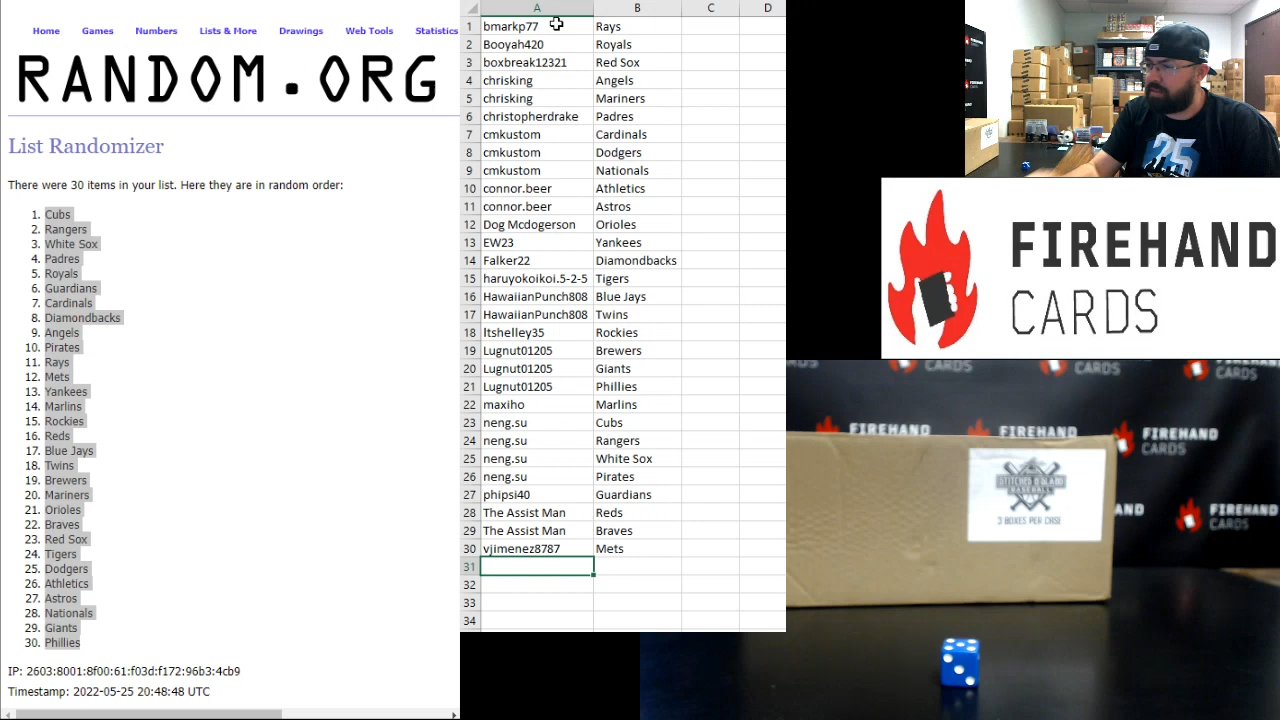 Home Games Numbers Lists & More Drawings Web Tools Statistics
RANDOM.ORG
List Randomizer
There were 30 items in your list. Here they are in random order:
1. Cubs
2. Rangers
3. White Sox
4. Padres
5. Royals
6. Guardians
7. Cardinals
8. Diamondbacks
9. Angels
10. Pirates
11. Rays
12. Mets
13. Yankees
14. Marlins
15. Rockies
16. Reds
17. Blue Jays
18. Twins
19. Brewers
20. Mariners
21. Orioles
22. Braves
23. Red Sox
24. Tigers
25. Dodgers
26. Athletics
27. Astros
28. Nationals
29. Giants
30. Phillies
IP: 2603:8001:8f00:61:f03d:f172:96b3:4cb9
Timestamp: 2022-05-25 20:48:48 UTC
A B C D
1 bmarkp77 Rays
2 Booyah420 Royals
3 boxbreak12321 Red Sox
4 chrisking Angels
5 chrisking Mariners
6 christopherdrake Padres
7 cmkustom Cardinals
8 cmkustom Dodgers
9 cmkustom Nationals
10 connor.beer Athletics
11 connor.beer Astros
12 Dog Mcdogerson Orioles
13 EW23 Yankees
14 Falker22 Diamondbacks
15 haruyokoikoi.5-2-5 Tigers
16 HawaiianPunch808 Blue Jays
17 HawaiianPunch808 Twins
18 ltshelley35 Rockies
19 Lugnut01205 Brewers
20 Lugnut01205 Giants
21 Lugnut01205 Phillies
22 maxiho Marlins
23 neng.su Cubs
24 neng.su Rangers
25 neng.su White Sox
26 neng.su Pirates
27 phipsi40 Guardians
28 The Assist Man Reds
29 The Assist Man Braves
30 vjimenez8787 Mets
31
32
33
34
25
FIREHAND
CARDS
CARDS
CARDS
FIREHAND
FIREHAND
FIREHAND
CARDS
BASEBALL
3 BOXES PER CASE
FIREHAND
CARDS